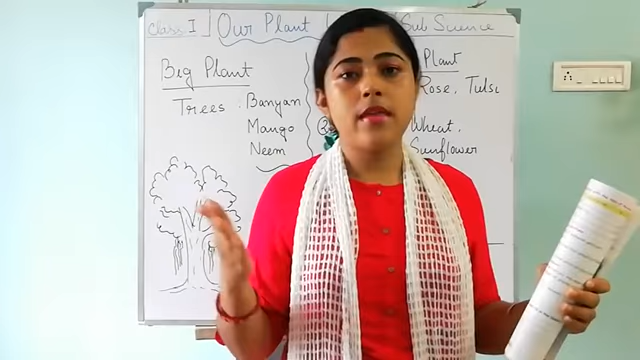 Class I Our Plant Sub Science
Big Plant
Trees : Banyan
Mango
Neem
Plant
Rose, Tulsi
Wheat,
Sunflower